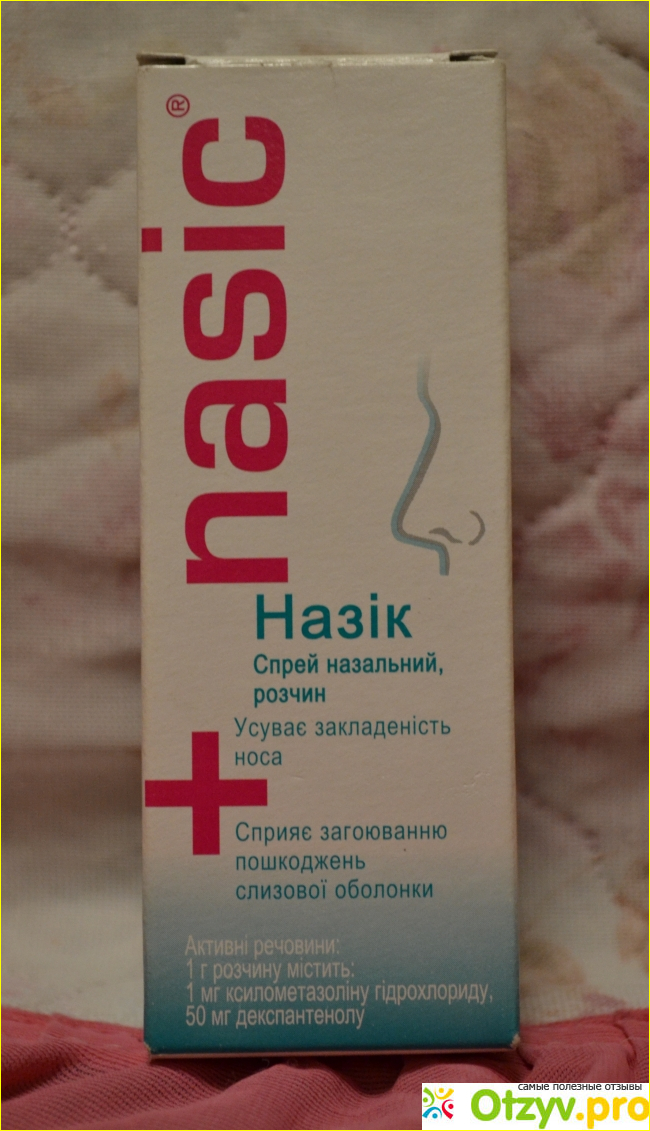 nasic®
Назік
Спрей назальний,
розчин
Усуває закладеність
носа
+
Сприяє загоюванню
пошкоджень
слизової оболонки
Активні речовини:
1 г розчину містить:
1 мг ксилометазоліну гідрохлориду,
50 мг декспантенолу
самые полезные отзывы
Otzyv.pro